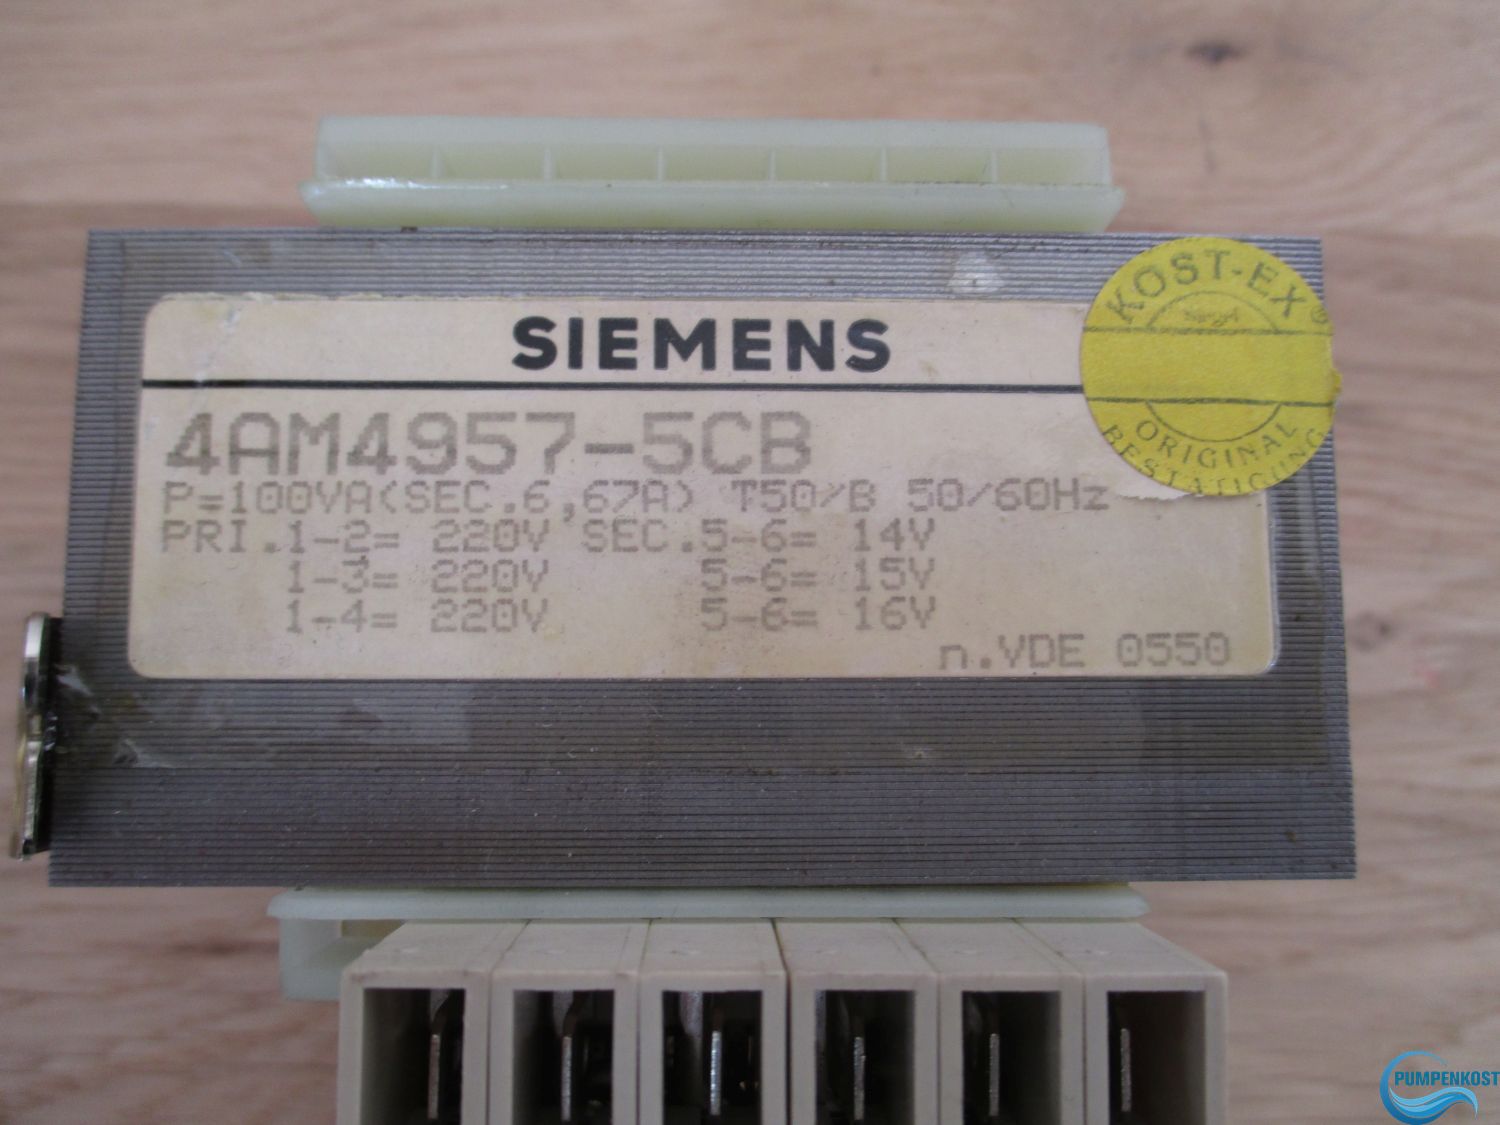 SIEMENS
4AM4957-5CB
P=100VA(SEC.6,67A) T50/B 50/60Hz
PRI.1-2= 220V SEC.5-6= 14V
1-3= 220V 5-6= 15V
1-4= 220V 5-6= 16V
n.VDE 0550
KOST-EX®
Siegel
ORIGINAL
BESTÄTIGUNG
PUMPENKOST